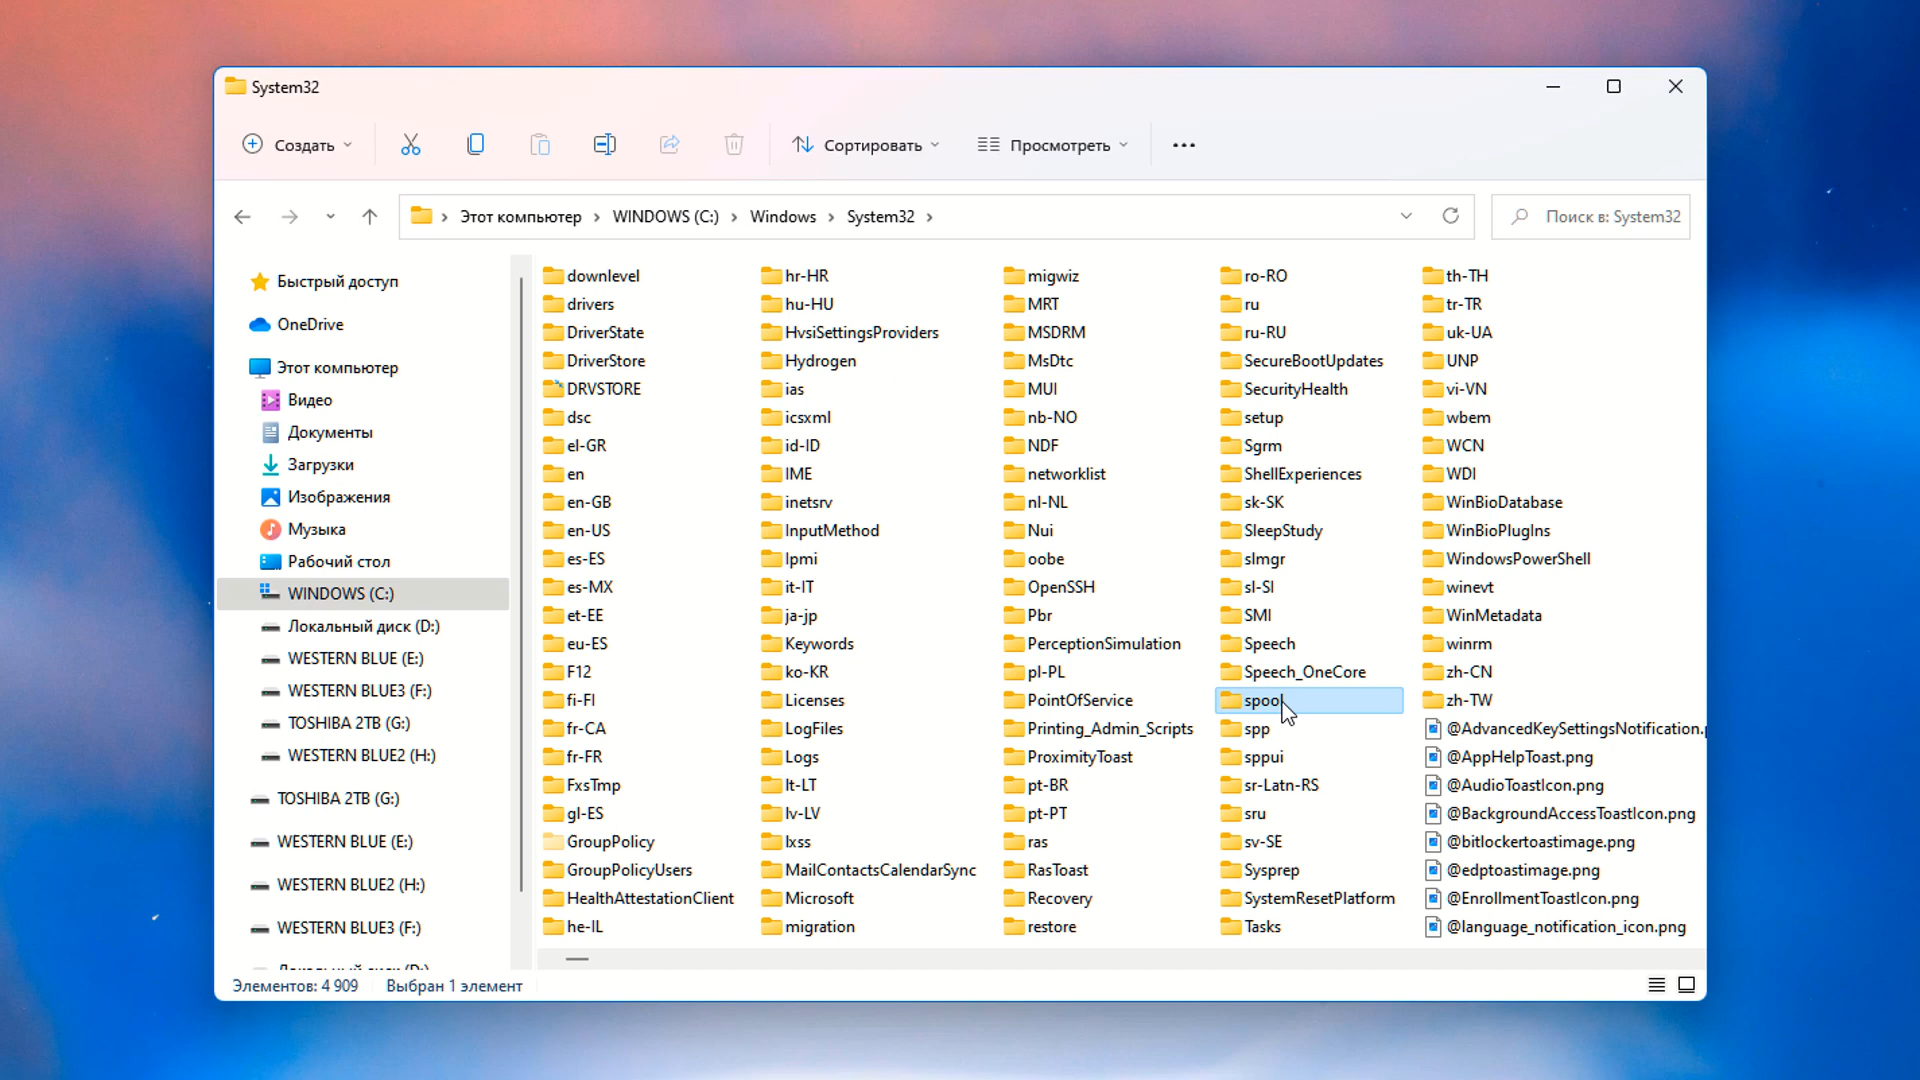 System32
Создать
Сортировать
Просмотреть
Этот компьютер
WINDOWS (C:)
Windows
System32
Поиск в: System32
Быстрый доступ
OneDrive
Этот компьютер
Видео
Документы
Загрузки
Изображения
Музыка
Рабочий стол
WINDOWS (C:)
Локальный диск (D:)
WESTERN BLUE (E:)
WESTERN BLUE3 (F:)
TOSHIBA 2TB (G:)
WESTERN BLUE2 (H:)
TOSHIBA 2TB (G:)
WESTERN BLUE (E:)
WESTERN BLUE2 (H:)
WESTERN BLUE3 (F:)
Локальный диск (D:)
downlevel
drivers
DriverState
DriverStore
DRVSTORE
dsc
el-GR
en
en-GB
en-US
es-ES
es-MX
et-EE
eu-ES
F12
fi-FI
fr-CA
fr-FR
FxsTmp
gl-ES
GroupPolicy
GroupPolicyUsers
HealthAttestationClient
he-IL
hr-HR
hu-HU
HvsiSettingsProviders
Hydrogen
ias
icsxml
id-ID
IME
inetsrv
InputMethod
Ipmi
it-IT
ja-jp
Keywords
ko-KR
Licenses
LogFiles
Logs
lt-LT
lv-LV
lxss
MailContactsCalendarSync
Microsoft
migration
migwiz
MRT
MSDRM
MsDtc
MUI
nb-NO
NDF
networklist
nl-NL
Nui
oobe
OpenSSH
Pbr
PerceptionSimulation
pl-PL
PointOfService
Printing_Admin_Scripts
ProximityToast
pt-BR
pt-PT
ras
RasToast
Recovery
restore
ro-RO
ru
ru-RU
SecureBootUpdates
SecurityHealth
setup
Sgrm
ShellExperiences
sk-SK
SleepStudy
slmgr
sl-SI
SMI
Speech
Speech_OneCore
spool
spp
sppui
sr-Latn-RS
sru
sv-SE
Sysprep
SystemResetPlatform
Tasks
th-TH
tr-TR
uk-UA
UNP
vi-VN
wbem
WCN
WDI
WinBioDatabase
WinBioPlugIns
WindowsPowerShell
winevt
WinMetadata
winrm
zh-CN
zh-TW
@AdvancedKeySettingsNotification.p
@AppHelpToast.png
@AudioToastIcon.png
@BackgroundAccessToastIcon.png
@bitlockertoastimage.png
@edptoastimage.png
@EnrollmentToastIcon.png
@language_notification_icon.png
Элементов: 4 909
Выбран 1 элемент